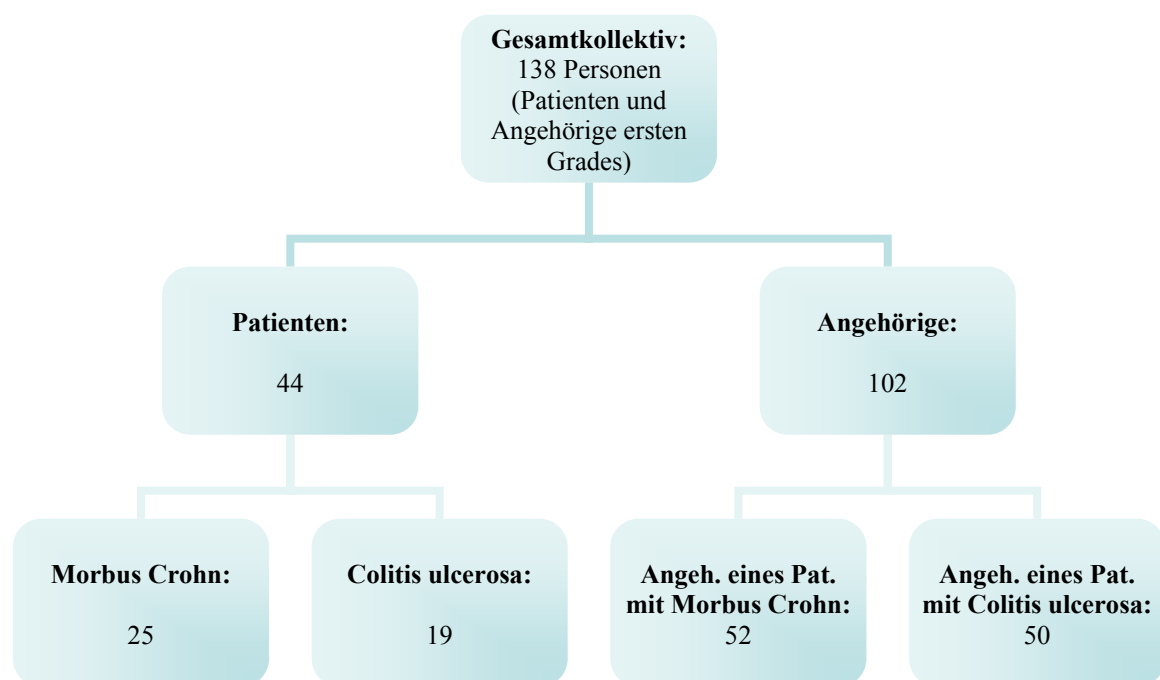 Gesamtkollektiv:
138 Personen
(Patienten und
Angehörige ersten
Grades)
Patienten:
44
Angehörige:
102
Morbus Crohn:
25
Colitis ulcerosa:
19
Angeh. eines Pat.
mit Morbus Crohn:
52
Angeh. eines Pat.
mit Colitis ulcerosa:
50